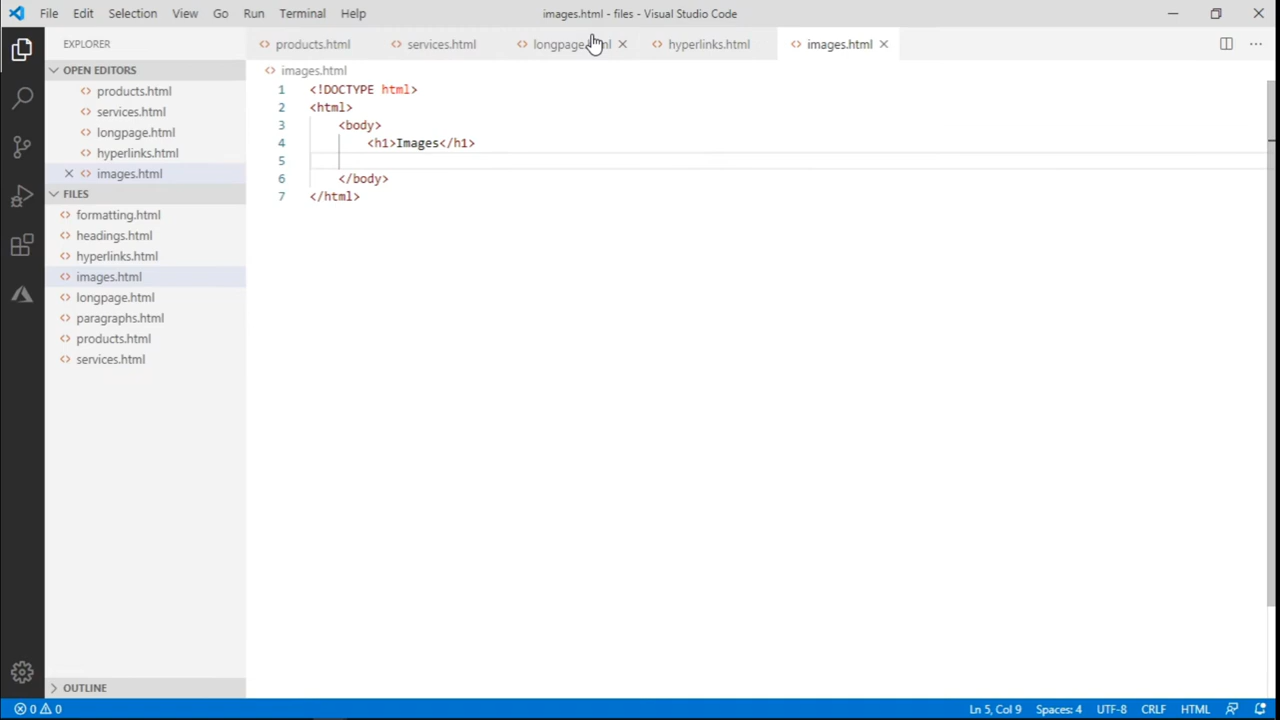 File Edit Selection View Go Run Terminal Help
images.html - files - Visual Studio Code
EXPLORER
OPEN EDITORS
products.html
services.html
longpage.html
hyperlinks.html
images.html
FILES
formatting.html
headings.html
hyperlinks.html
images.html
longpage.html
paragraphs.html
products.html
services.html
OUTLINE
products.html services.html hyperlinks.html images.html
images.html
1 <!DOCTYPE html>
2 <html>
3 <body>
4 <h1>Images</h1>
5
6 </body>
7 </html>
0 0 Ln 5, Col 9 Spaces: 4 UTF-8 CRLF HTML